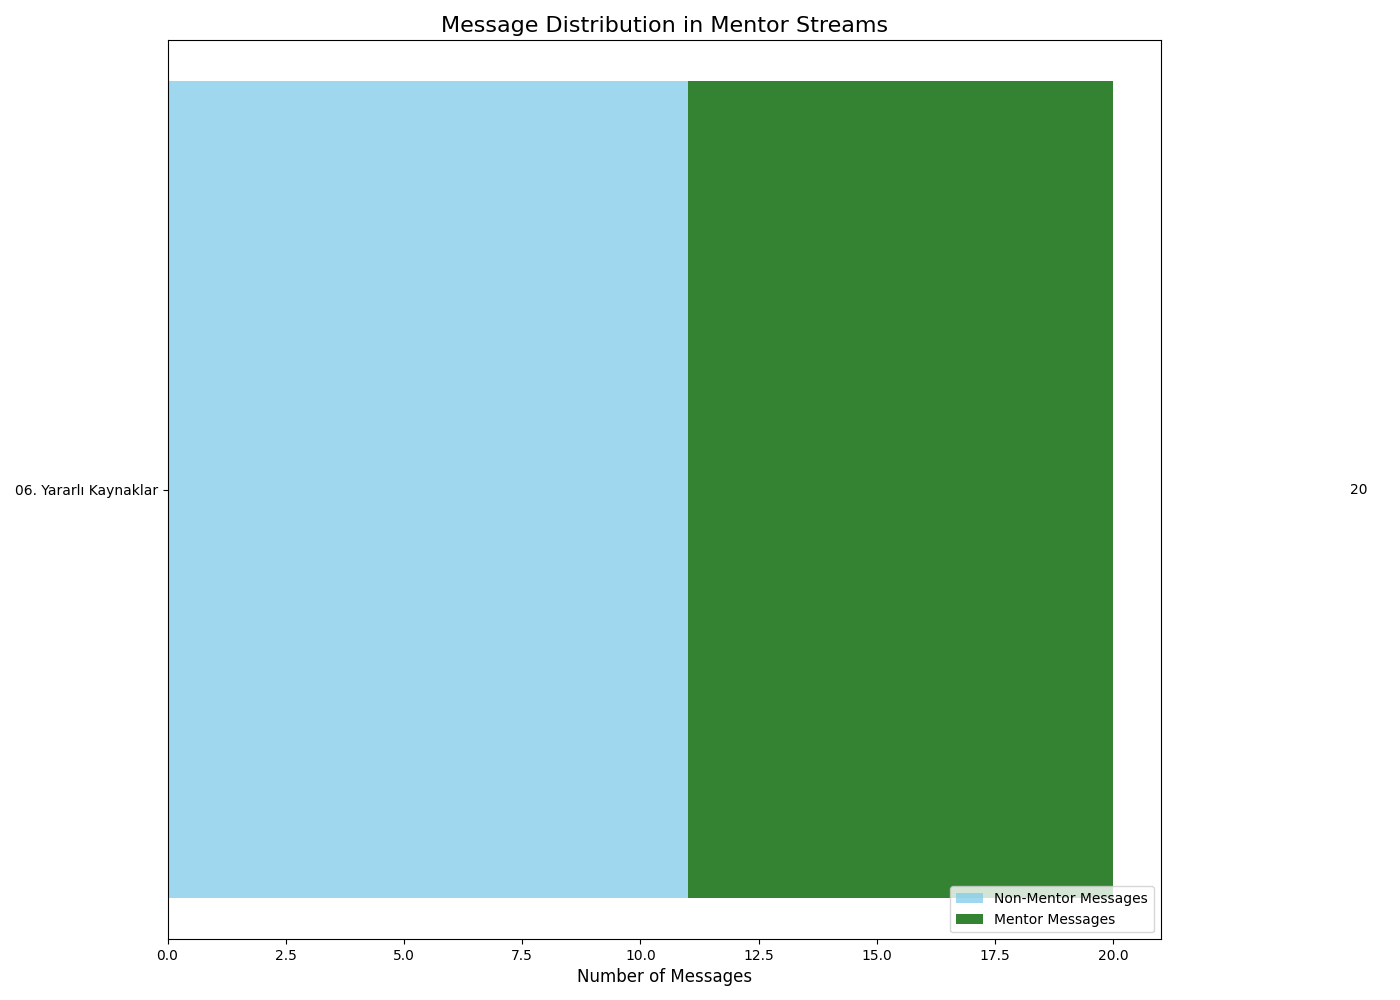 Message Distribution in Mentor Streams
06. Yararlı Kaynaklar
20
Non-Mentor Messages
Mentor Messages
0.0 2.5 5.0 7.5 10.0 12.5 15.0 17.5 20.0
Number of Messages